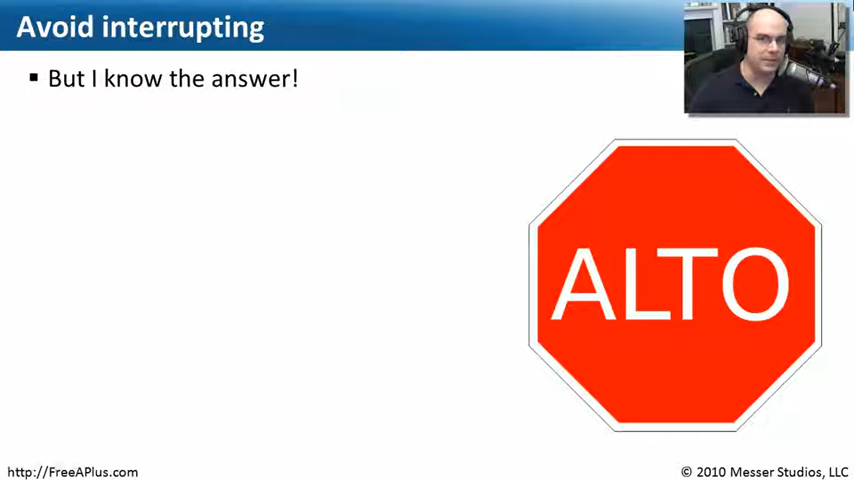 Avoid interrupting
▪ But I know the answer!
ALTO
http://FreeAPlus.com
© 2010 Messer Studios, LLC